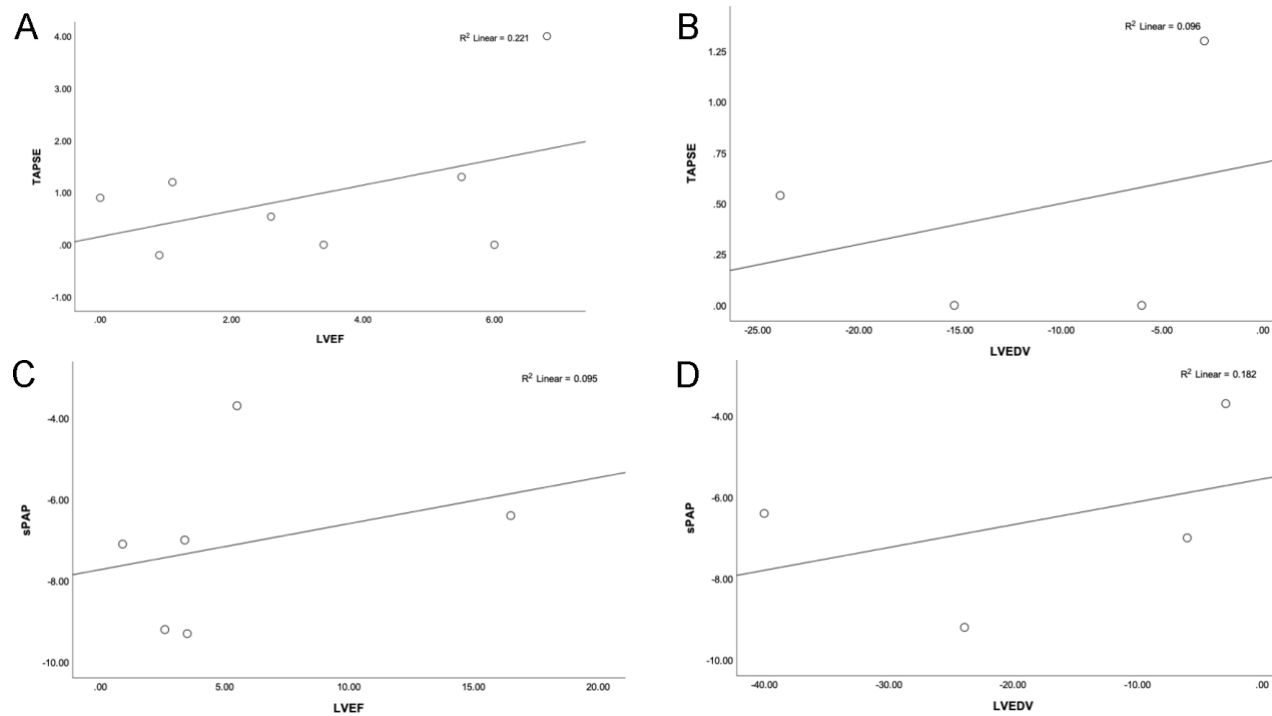 A
R² Linear = 0.221
TAPSE
4.00
3.00
2.00
1.00
.00
-1.00
.00 2.00 4.00 6.00
LVEF
B
R² Linear = 0.096
TAPSE
1.25
1.00
.75
.50
.25
.00
-25.00 -20.00 -15.00 -10.00 -5.00 .00
LVEDV
C
R² Linear = 0.095
sPAP
-4.00
-6.00
-8.00
-10.00
.00 5.00 10.00 15.00 20.00
LVEF
D
R² Linear = 0.182
sPAP
-4.00
-6.00
-8.00
-10.00
-40.00 -30.00 -20.00 -10.00 .00
LVEDV